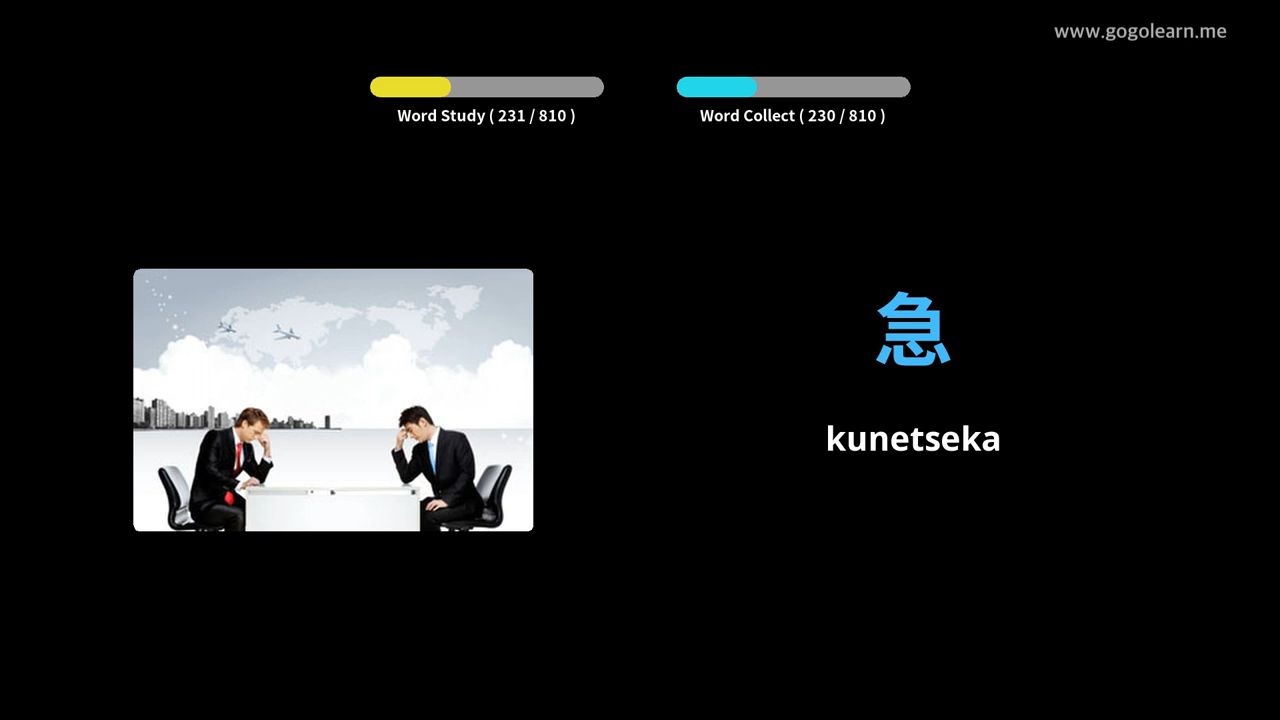 www.gogolearn.me
Word Study ( 231 / 810 )
Word Collect ( 230 / 810 )
急
kunetseka